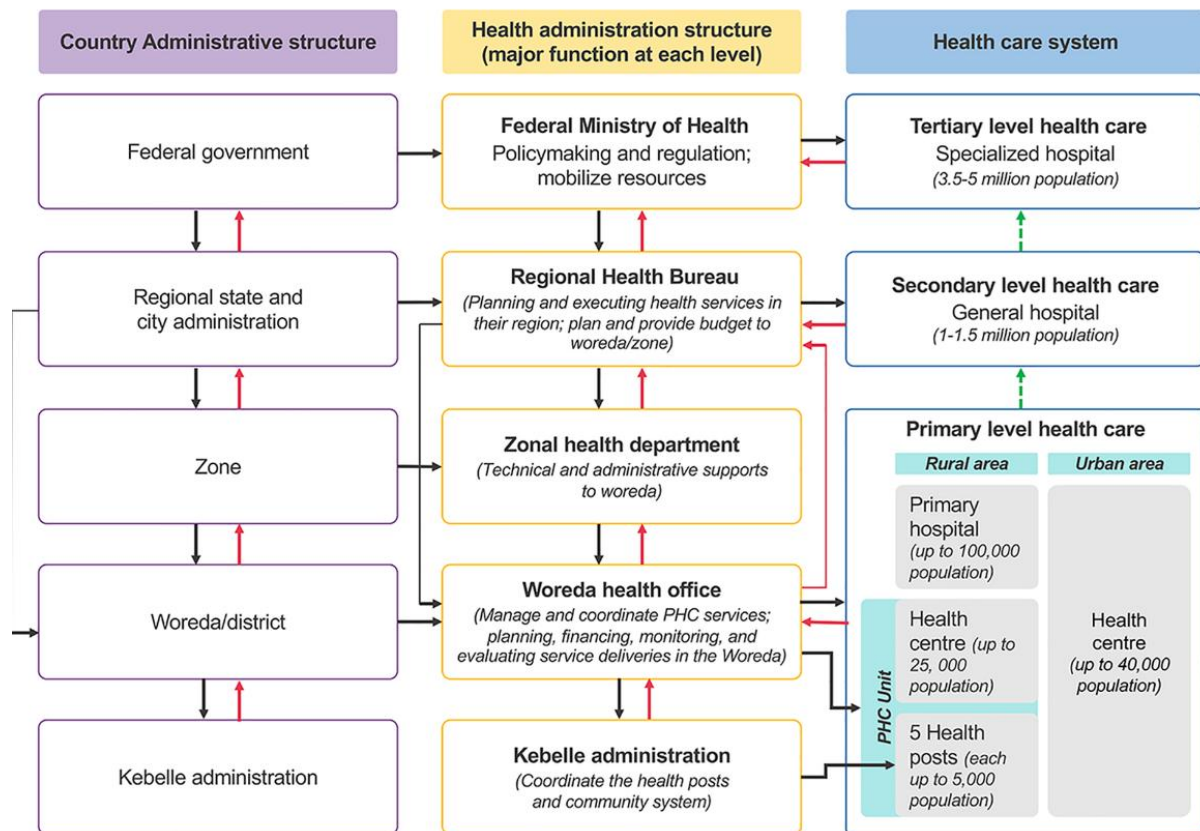 Country Administrative structure
Health administration structure
(major function at each level)
Health care system
Federal government
Federal Ministry of Health
Policymaking and regulation;
mobilize resources
Tertiary level health care
Specialized hospital
(3.5-5 million population)
Regional state and
city administration
Regional Health Bureau
(Planning and executing health services in
their region; plan and provide budget to
woreda/zone)
Secondary level health care
General hospital
(1-1.5 million population)
Zone
Zonal health department
(Technical and administrative supports
to woreda)
Primary level health care
Rural area
Urban area
Primary
hospital
(up to 100,000
population)
Woreda/district
Woreda health office
(Manage and coordinate PHC services;
planning, financing, monitoring, and
evaluating service deliveries in the Woreda)
PHC Unit
Health
centre (up to
25, 000
population)
Health
centre
(up to 40,000
population)
Kebelle administration
Kebelle administration
(Coordinate the health posts
and community system)
5 Health
posts (each
up to 5,000
population)